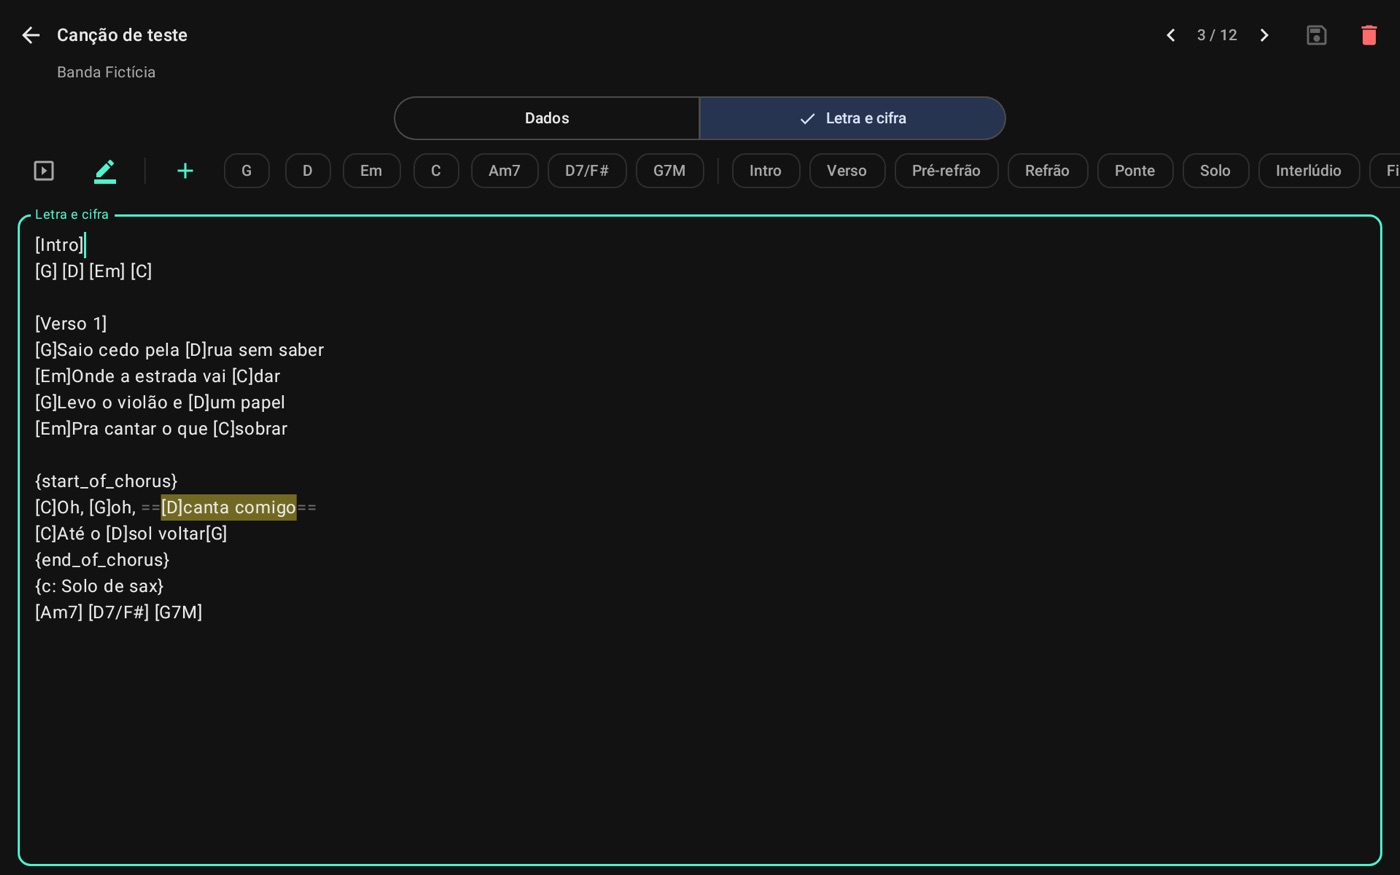 Canção de teste
3 / 12
Banda Fictícia
Dados
Letra e cifra
G D Em C Am7 D7/F# G7M Intro Verso Pré-refrão Refrão Ponte Solo Interlúdio Fi
Letra e cifra
[Intro]
[G] [D] [Em] [C]
[Verso 1]
[G]Saio cedo pela [D]rua sem saber
[Em]Onde a estrada vai [C]dar
[G]Levo o violão e [D]um papel
[Em]Pra cantar o que [C]sobrar
{start_of_chorus}
[C]Oh, [G]oh, ==[D]canta comigo==
[C]Até o [D]sol voltar[G]
{end_of_chorus}
{c: Solo de sax}
[Am7] [D7/F#] [G7M]